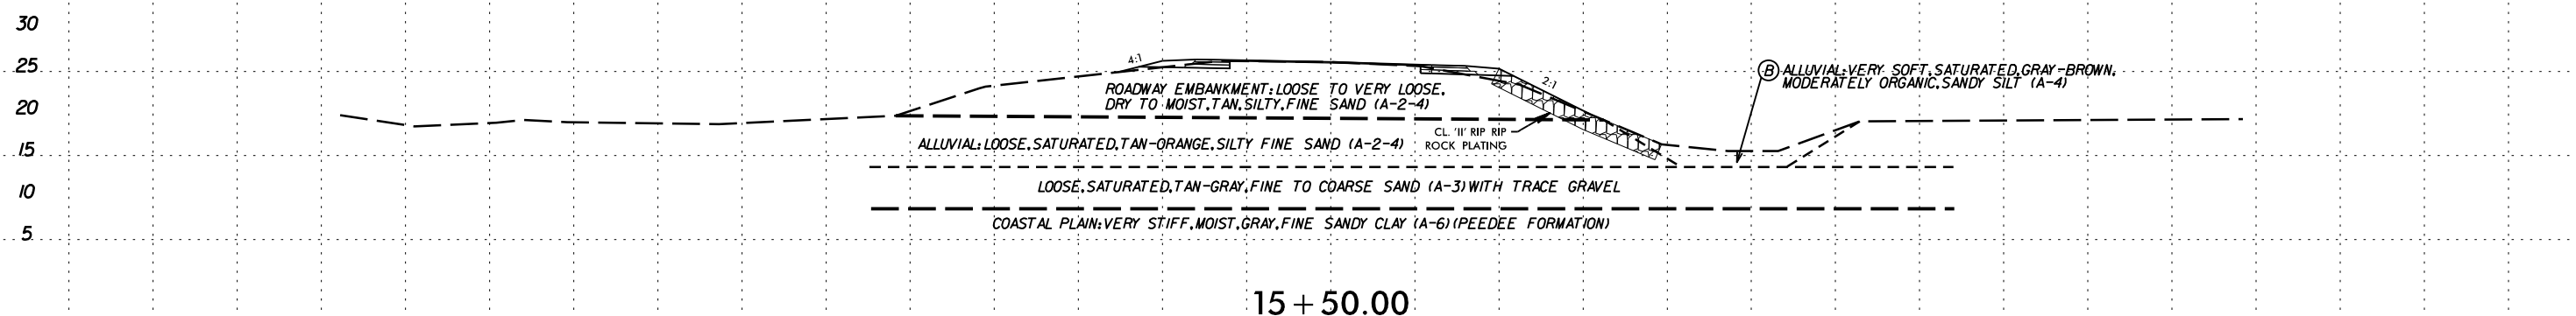 30
25
20
15
10
5
4:1
2:1
ROADWAY EMBANKMENT: LOOSE TO VERY LOOSE,
DRY TO MOIST, TAN, SILTY, FINE SAND (A-2-4)
B ALLUVIAL: VERY SOFT, SATURATED, GRAY-BROWN,
MODERATELY ORGANIC, SANDY SILT (A-4)
CL. 'II' RIP RIP
ROCK PLATING
ALLUVIAL: LOOSE, SATURATED, TAN-ORANGE, SILTY FINE SAND (A-2-4)
LOOSE, SATURATED, TAN-GRAY, FINE TO COARSE SAND (A-3) WITH TRACE GRAVEL
COASTAL PLAIN: VERY STIFF, MOIST, GRAY, FINE SANDY CLAY (A-6) (PEEDEE FORMATION)
15+50.00